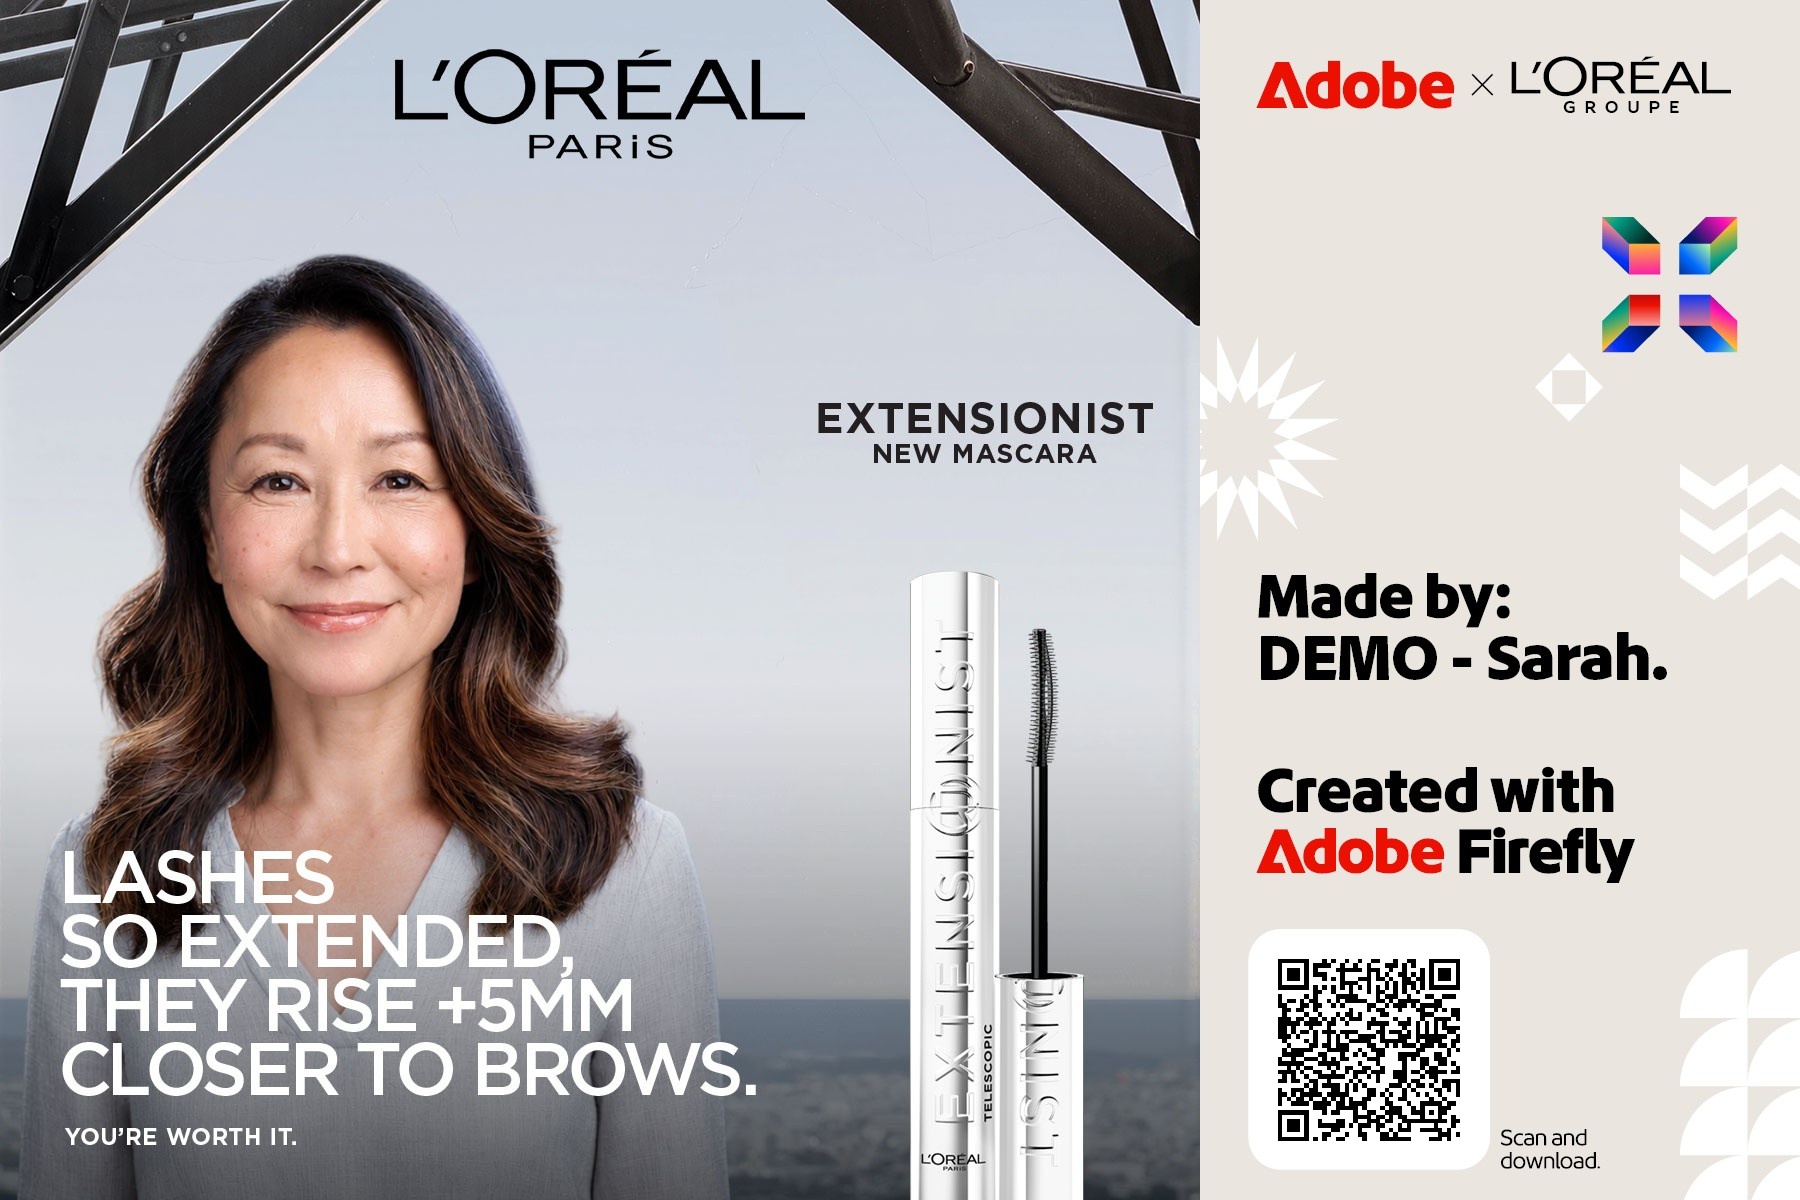 L'ORÉAL
PARiS
EXTENSIONIST
NEW MASCARA
LASHES
SO EXTENDED,
THEY RISE +5MM
CLOSER TO BROWS.
YOU'RE WORTH IT.
EXTENSIONIST
TELESCOPIC
L'ORÉAL
PARIS
NIST
Adobe × L'ORÉAL
GROUPE
Made by:
DEMO - Sarah.
Created with
Adobe Firefly
Scan and
download.